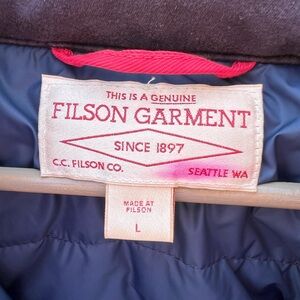 THIS IS A GENUINE
FILSON GARMENT
SINCE 1897
C.C. FILSON CO. SEATTLE WA
MADE AT
FILSON
L